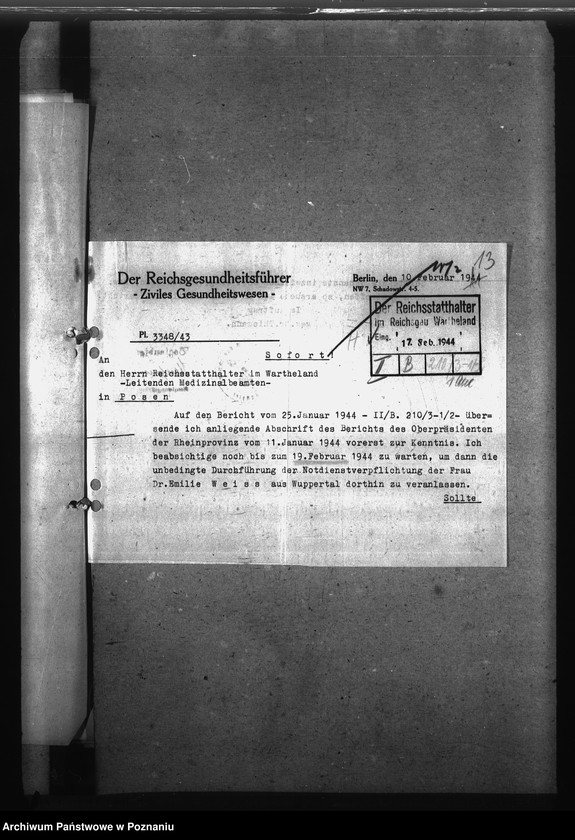 13
Der Reichsgesundheitsführer
- Ziviles Gesundheitswesen -
Berlin, den 10. Februar 1944
NW 7, Schadowstr. 4-5.
Der Reichsstatthalter
im Reichsgau Wartheland
Eing. 17. Feb. 1944
I B 210/3-1/2
Pl. 3348/43
Sofort!
An
den Herrn Reichsstatthalter im Wartheland
-Leitenden Medizinalbeamten-
in Posen
Auf den Bericht vom 25.Januar 1944 - II/B. 210/3-1/2- über=
sende ich anliegende Abschrift des Berichts des Oberpräsidenten
der Rheinprovinz vom 11.Januar 1944 vorerst zur Kenntnis. Ich
beabsichtige noch bis zum 19.Februar 1944 zu warten, um dann die
unbedingte Durchführung der Notdienstverpflichtung der Frau
Dr.Emilie Weiss aus Wuppertal dorthin zu veranlassen.
Sollte
Archiwum Państwowe w Poznaniu